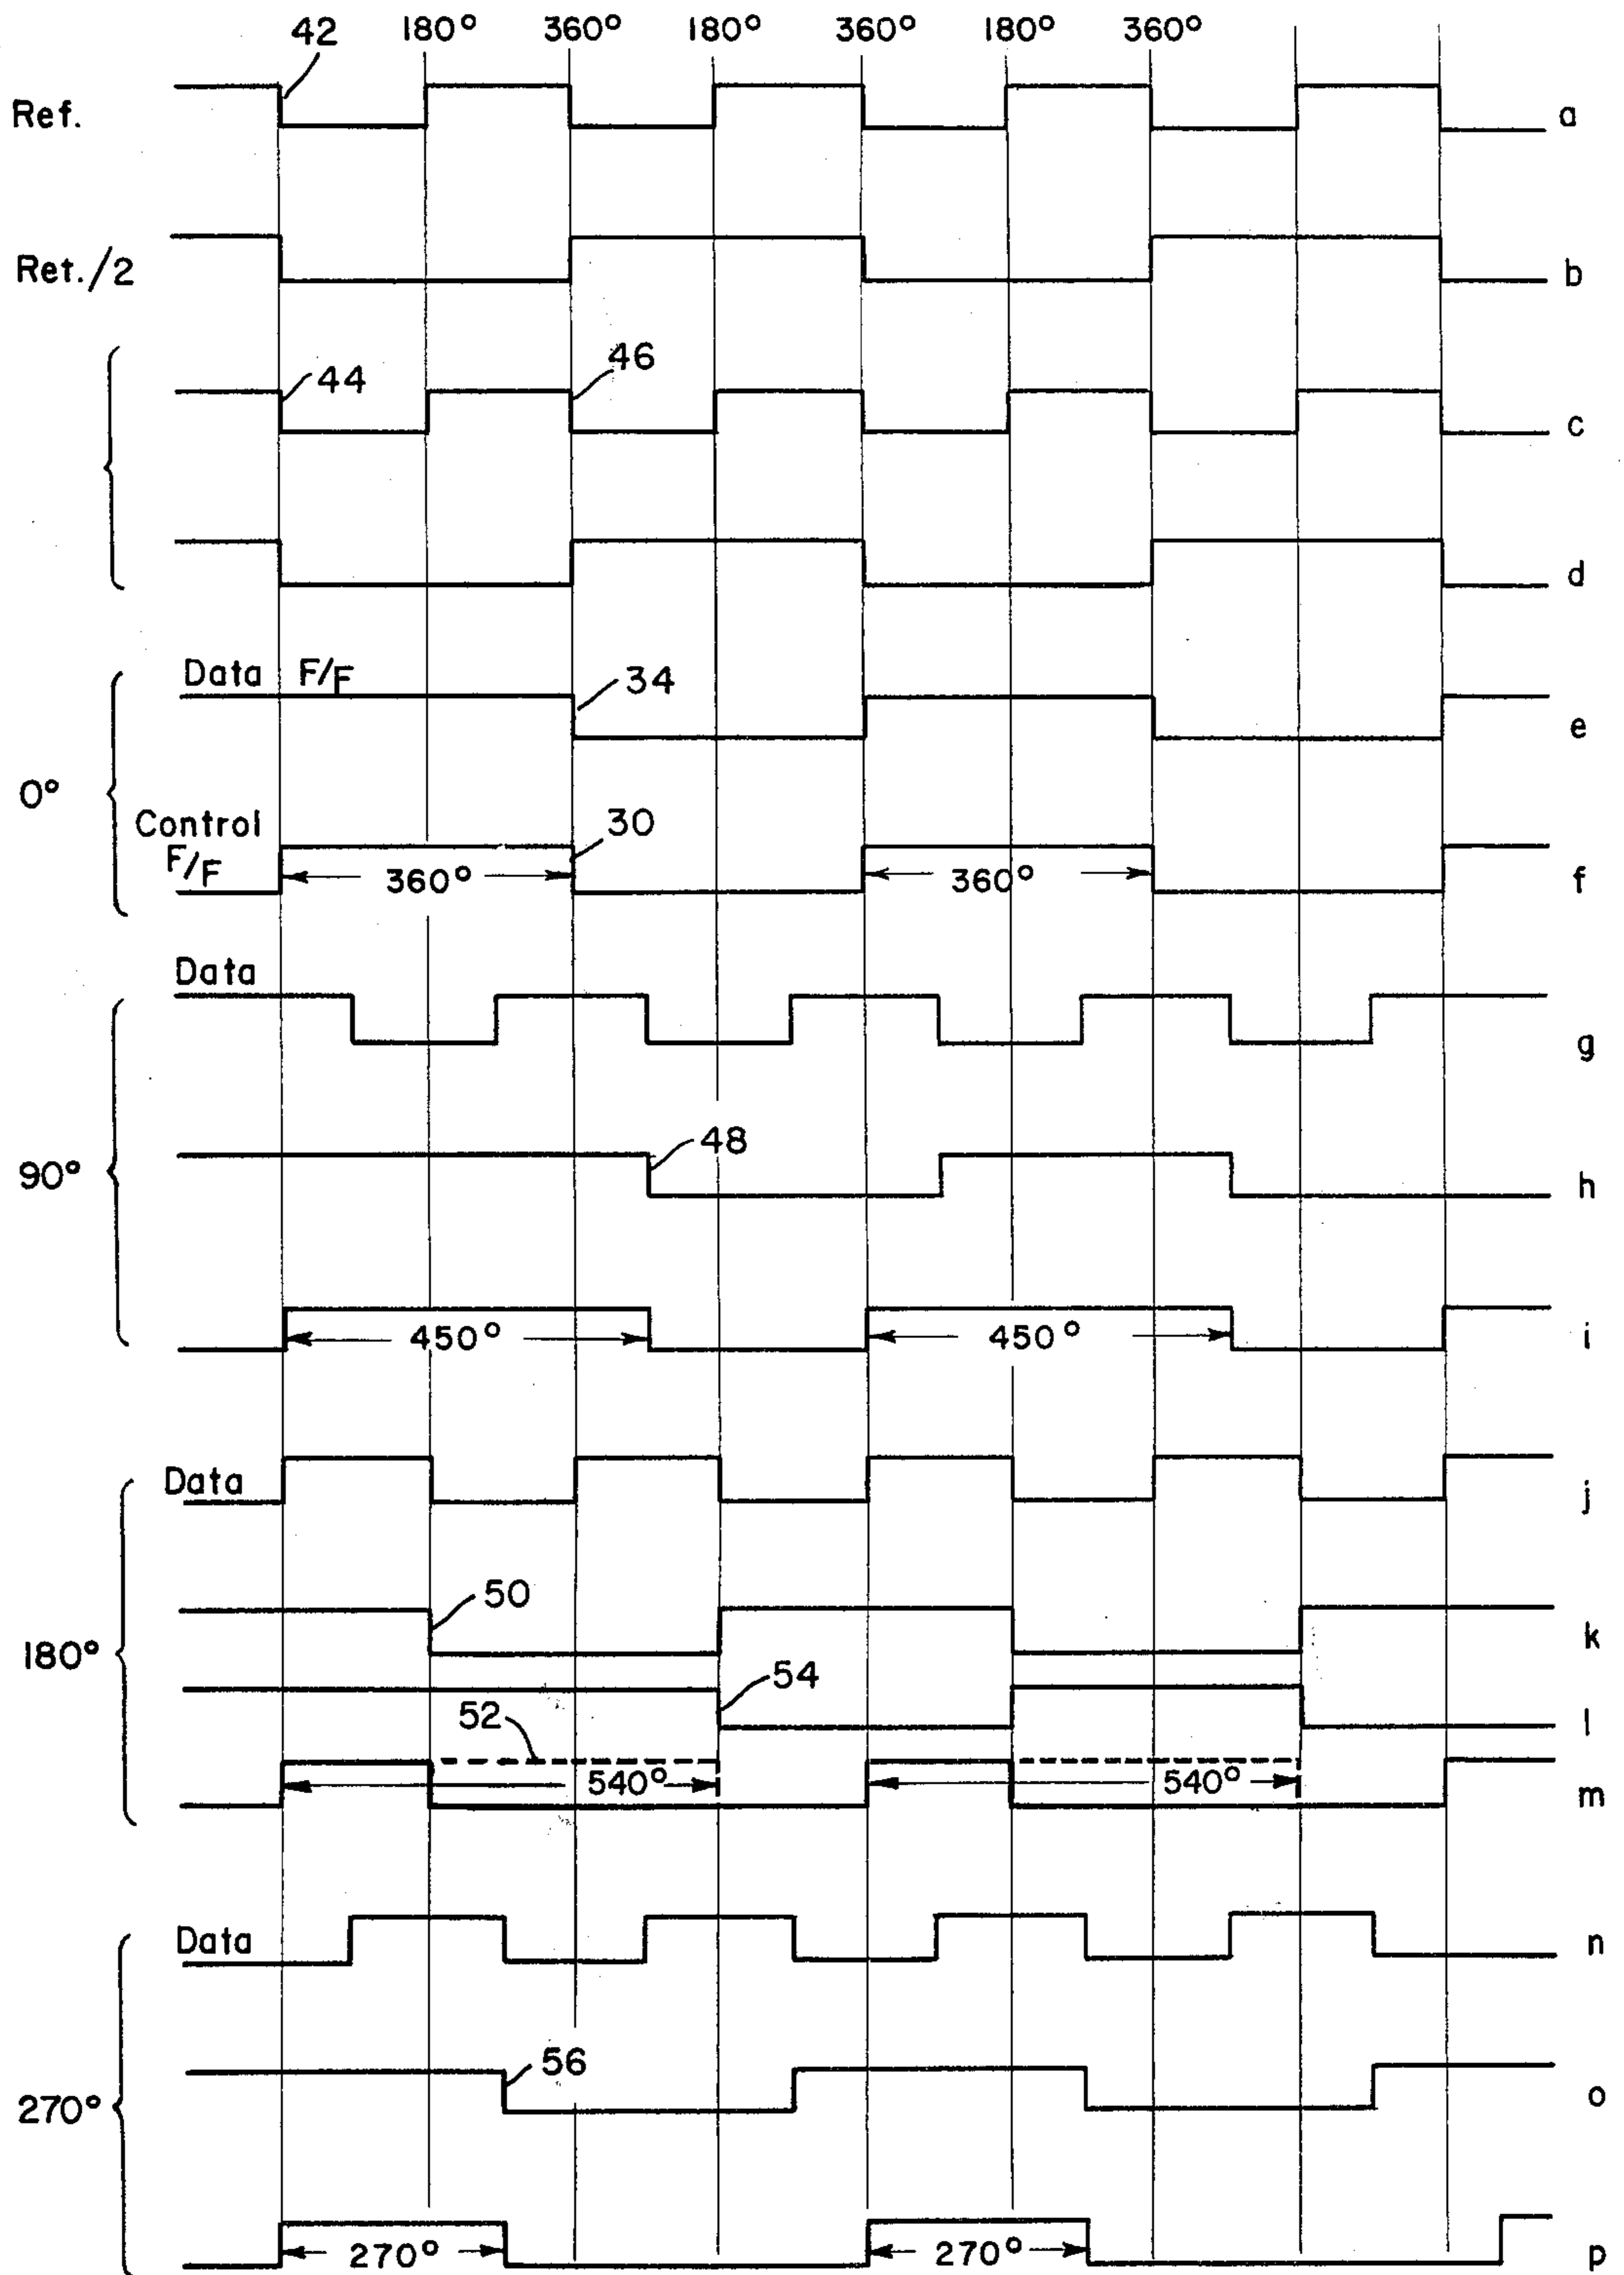 42 180° 360° 180° 360° 180° 360°
Ref. a
Ret./2 b
44 46 c
d
Data F/F 34 e
0°
Control F/F 30 360° 360° f
Data g
90° 48 h
450° 450° i
Data j
50
180° k
54
52 l
540° 540° m
Data n
56
270° o
270° 270° p